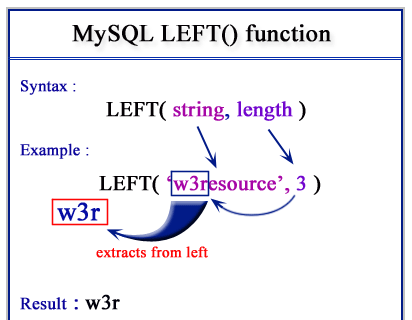 MySQL LEFT() function
Syntax :
LEFT( string, length )
Example :
LEFT( ‘w3resource’, 3 )
w3r
extracts from left
Result : w3r